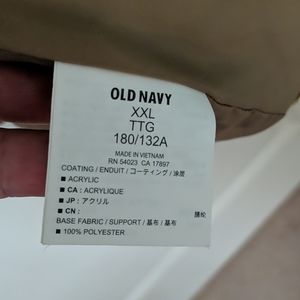 OLD NAVY
XXL
TTG
180/132A
MADE IN VIETNAM
RN 54023 CA 17897
COATING / ENDUIT / コーティング / 涂层
■ ACRYLIC
■ CA : ACRYLIQUE
■ JP : アクリル
■ CN : 腈纶
BASE FABRIC / SUPPORT / 基布 / 基布
■ 100% POLYESTER